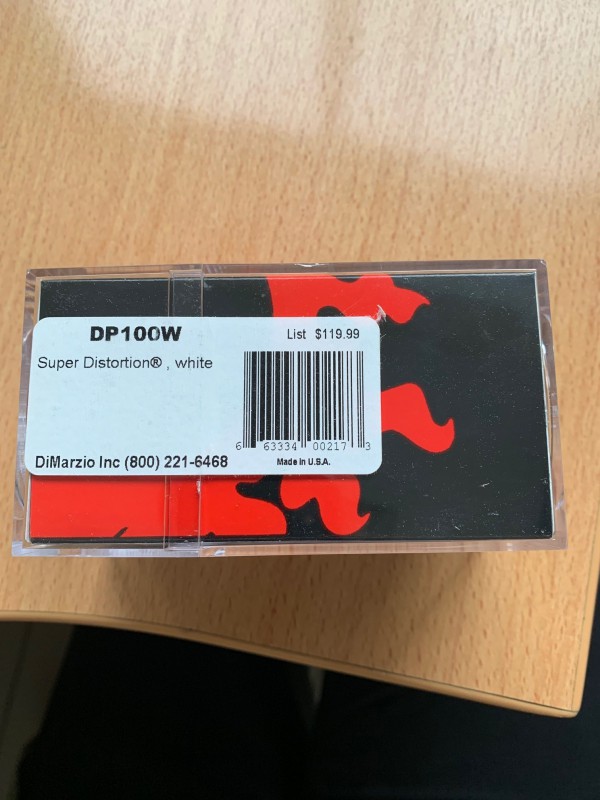 DP100W
List $119.99
Super Distortion® , white
6 63334 00217 3
DiMarzio Inc (800) 221-6468
Made in U.S.A.